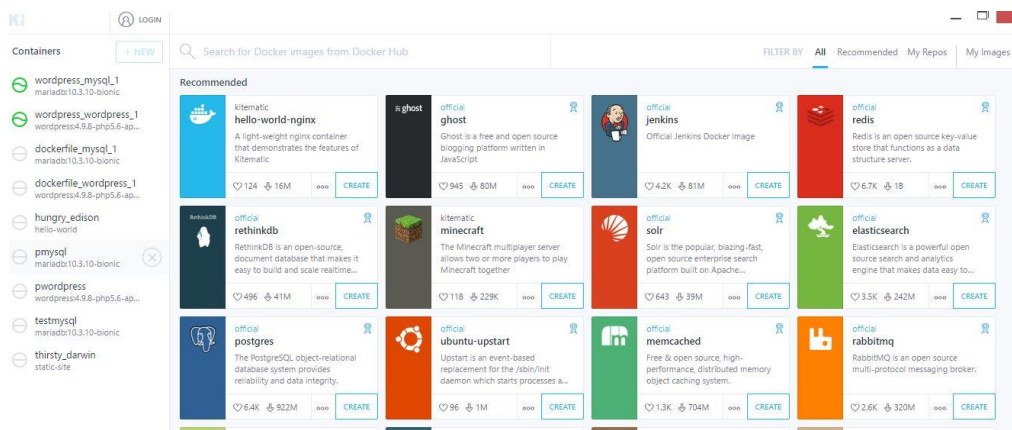 KI
LOGIN
Containers
+ NEW
wordpress_mysql_1
mariadb:10.3.10-bionic
wordpress_wordpress_1
wordpress:4.9.8-php5.6-ap...
dockerfile_mysql_1
mariadb:10.3.10-bionic
dockerfile_wordpress_1
wordpress:4.9.8-php5.6-ap...
hungry_edison
hello-world
pmysql
mariadb:10.3.10-bionic
pwordpress
wordpress:4.9.8-php5.6-ap...
testmysql
mariadb:10.3.10-bionic
thirsty_darwin
static-site
Search for Docker images from Docker Hub
FILTER BY All Recommended My Repos My Images
Recommended
kitematic
hello-world-nginx
A light-weight nginx container
that demonstrates the features of
Kitematic
124 16M CREATE
ghost
official
ghost
Ghost is a free and open source
blogging platform written in
JavaScript
945 80M CREATE
official
jenkins
Official Jenkins Docker image
4.2K 81M CREATE
official
redis
Redis is an open source key-value
store that functions as a data
structure server.
6.7K 1B CREATE
RethinkDB
official
rethinkdb
RethinkDB is an open-source,
document database that makes it
easy to build and scale realtime...
496 41M CREATE
kitematic
minecraft
The Minecraft multiplayer server
allows two or more players to play
Minecraft together
118 229K CREATE
official
solr
Solr is the popular, blazing-fast,
open source enterprise search
platform built on Apache...
643 39M CREATE
official
elasticsearch
Elasticsearch is a powerful open
source search and analytics
engine that makes data easy to...
3.5K 242M CREATE
official
postgres
The PostgreSQL object-relational
database system provides
reliability and data integrity.
6.4K 922M CREATE
official
ubuntu-upstart
Upstart is an event-based
replacement for the /sbin/init
daemon which starts processes a...
96 1M CREATE
official
memcached
Free & open source, high-
performance, distributed memory
object caching system.
1.3K 704M CREATE
official
rabbitmq
RabbitMQ is an open source
multi-protocol messaging broker.
2.6K 320M CREATE